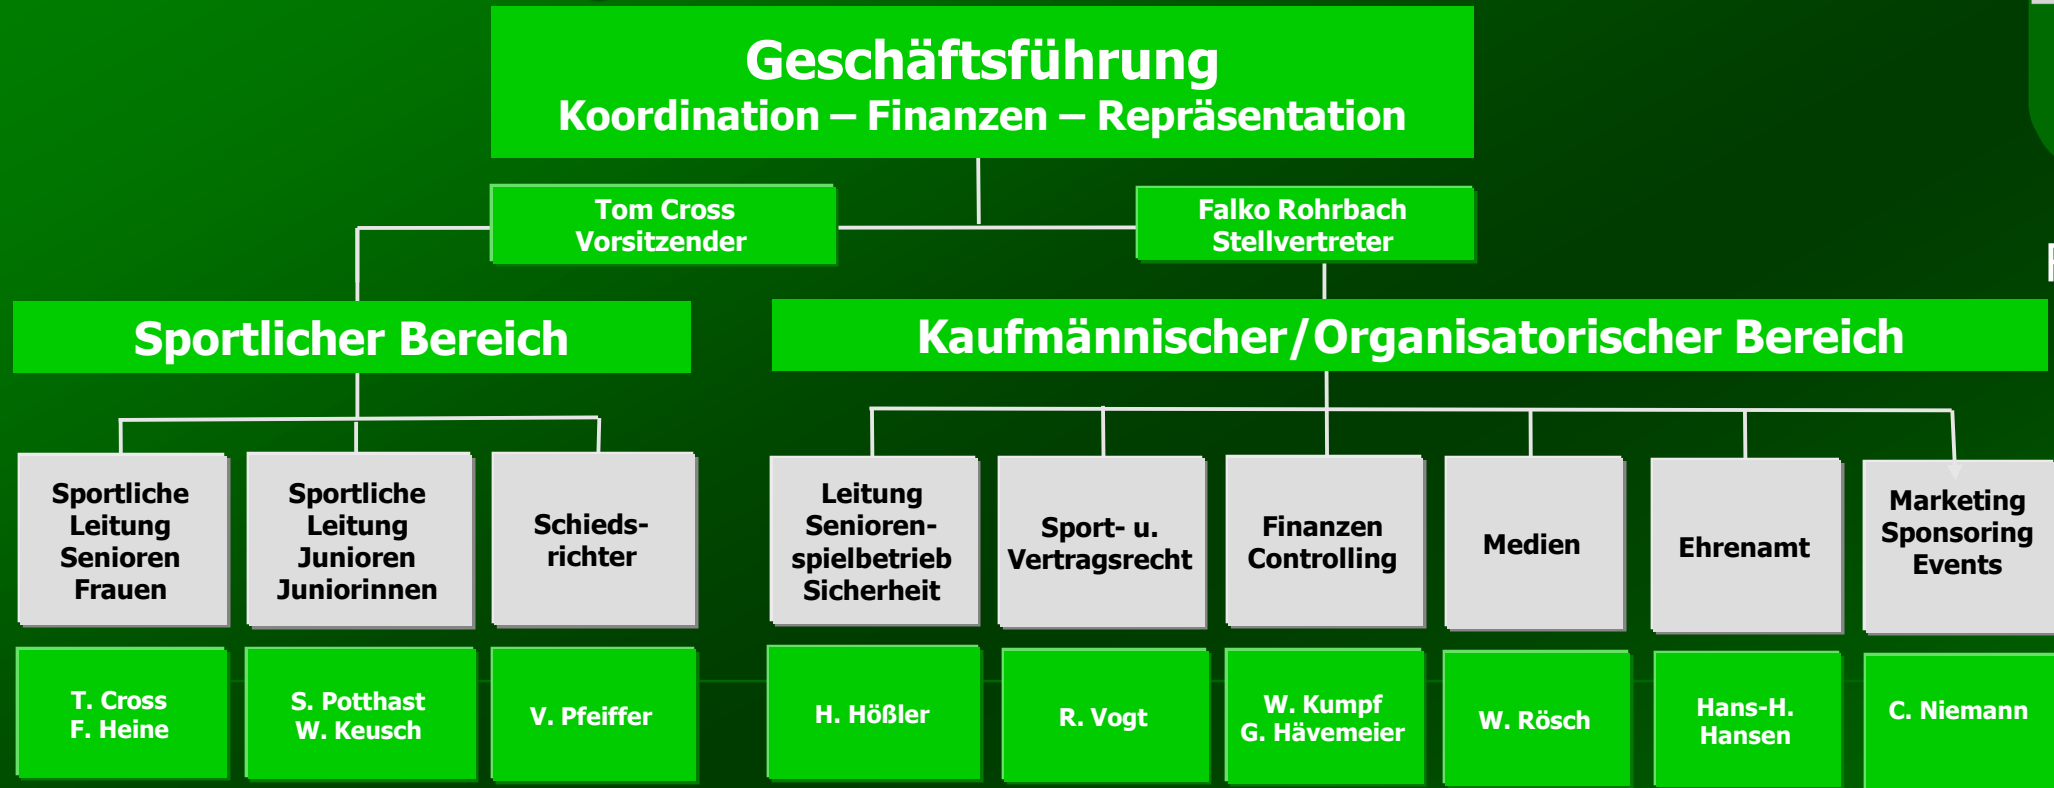 Geschäftsführung
Koordination – Finanzen – Repräsentation
Tom Cross
Vorsitzender
Falko Rohrbach
Stellvertreter
Sportlicher Bereich
Kaufmännischer/Organisatorischer Bereich
Sportliche
Leitung
Senioren
Frauen
Sportliche
Leitung
Junioren
Juniorinnen
Schieds-
richter
Leitung
Senioren-
spielbetrieb
Sicherheit
Sport- u.
Vertragsrecht
Finanzen
Controlling
Medien
Ehrenamt
Marketing
Sponsoring
Events
T. Cross
F. Heine
S. Potthast
W. Keusch
V. Pfeiffer
H. Hößler
R. Vogt
W. Kumpf
G. Hävemeier
W. Rösch
Hans-H.
Hansen
C. Niemann